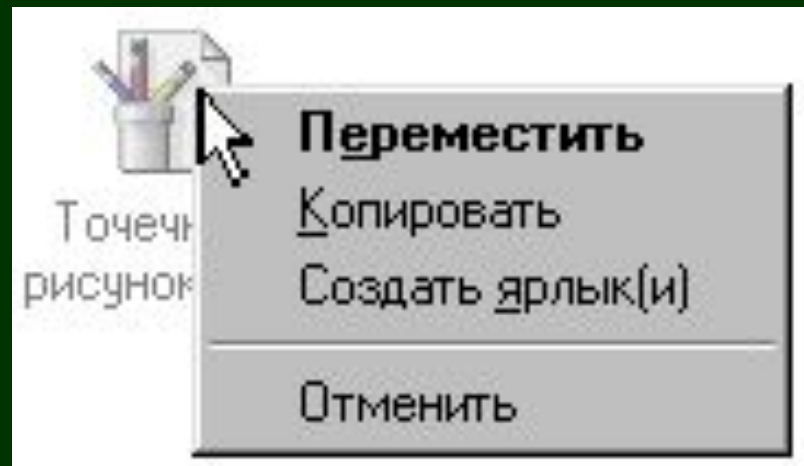 Переместить
Копировать
Создать ярлык(и)
Отменить